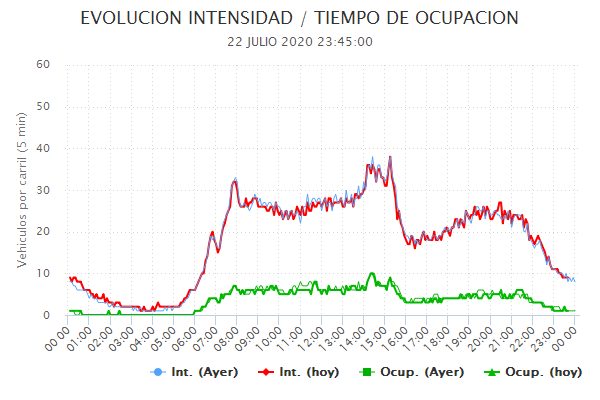 EVOLUCION INTENSIDAD / TIEMPO DE OCUPACION
22 JULIO 2020 23:45:00
Vehículos por carril (5 min)
60
50
40
30
20
10
0
00:00 01:00 02:00 03:00 04:00 05:00 06:00 07:00 08:00 09:00 10:00 11:00 12:00 13:00 14:00 15:00 16:00 17:00 18:00 19:00 20:00 21:00 22:00 23:00 00:00
Int. (Ayer) Int. (hoy) Ocup. (Ayer) Ocup. (hoy)